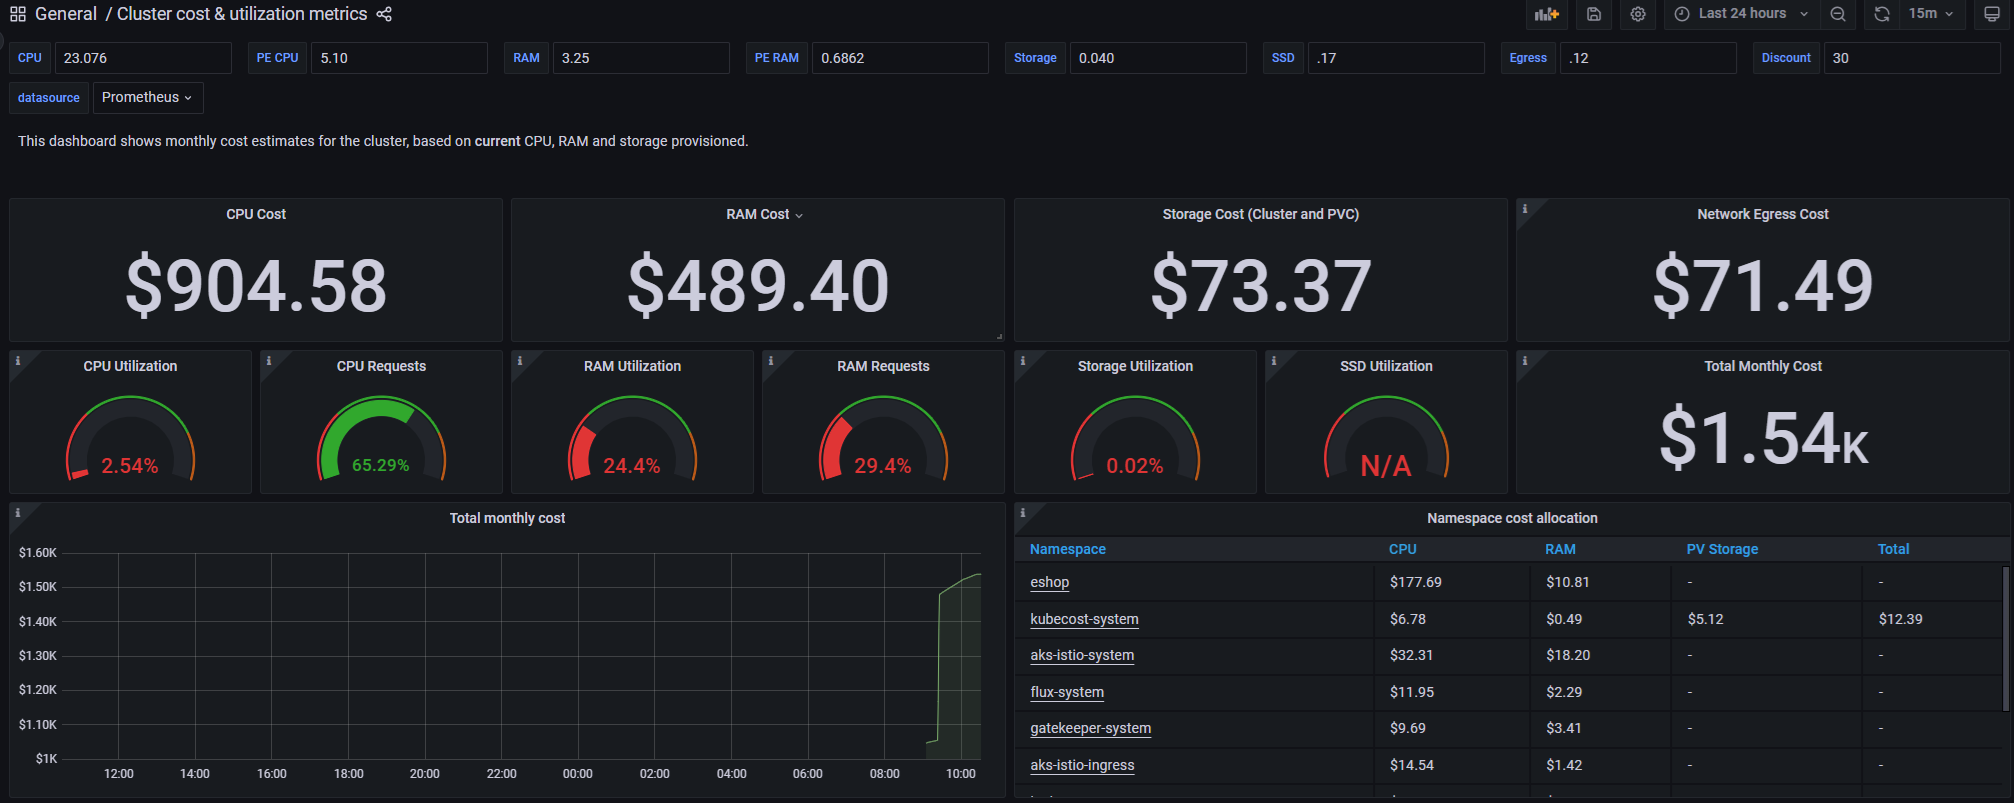 General / Cluster cost & utilization metrics
Last 24 hours
15m
CPU 23.076 PE CPU 5.10 RAM 3.25 PE RAM 0.6862 Storage 0.040 SSD .17 Egress .12 Discount 30
datasource Prometheus
This dashboard shows monthly cost estimates for the cluster, based on current CPU, RAM and storage provisioned.
CPU Cost
$904.58
RAM Cost
$489.40
Storage Cost (Cluster and PVC)
$73.37
Network Egress Cost
$71.49
CPU Utilization
2.54%
CPU Requests
65.29%
RAM Utilization
24.4%
RAM Requests
29.4%
Storage Utilization
0.02%
SSD Utilization
N/A
Total Monthly Cost
$1.54K
Total monthly cost
$1.60K
$1.50K
$1.40K
$1.30K
$1.20K
$1.10K
$1K
12:00 14:00 16:00 18:00 20:00 22:00 00:00 02:00 04:00 06:00 08:00 10:00
Namespace cost allocation
Namespace CPU RAM PV Storage Total
eshop $177.69 $10.81 - -
kubecost-system $6.78 $0.49 $5.12 $12.39
aks-istio-system $32.31 $18.20 - -
flux-system $11.95 $2.29 - -
gatekeeper-system $9.69 $3.41 - -
aks-istio-ingress $14.54 $1.42 - -